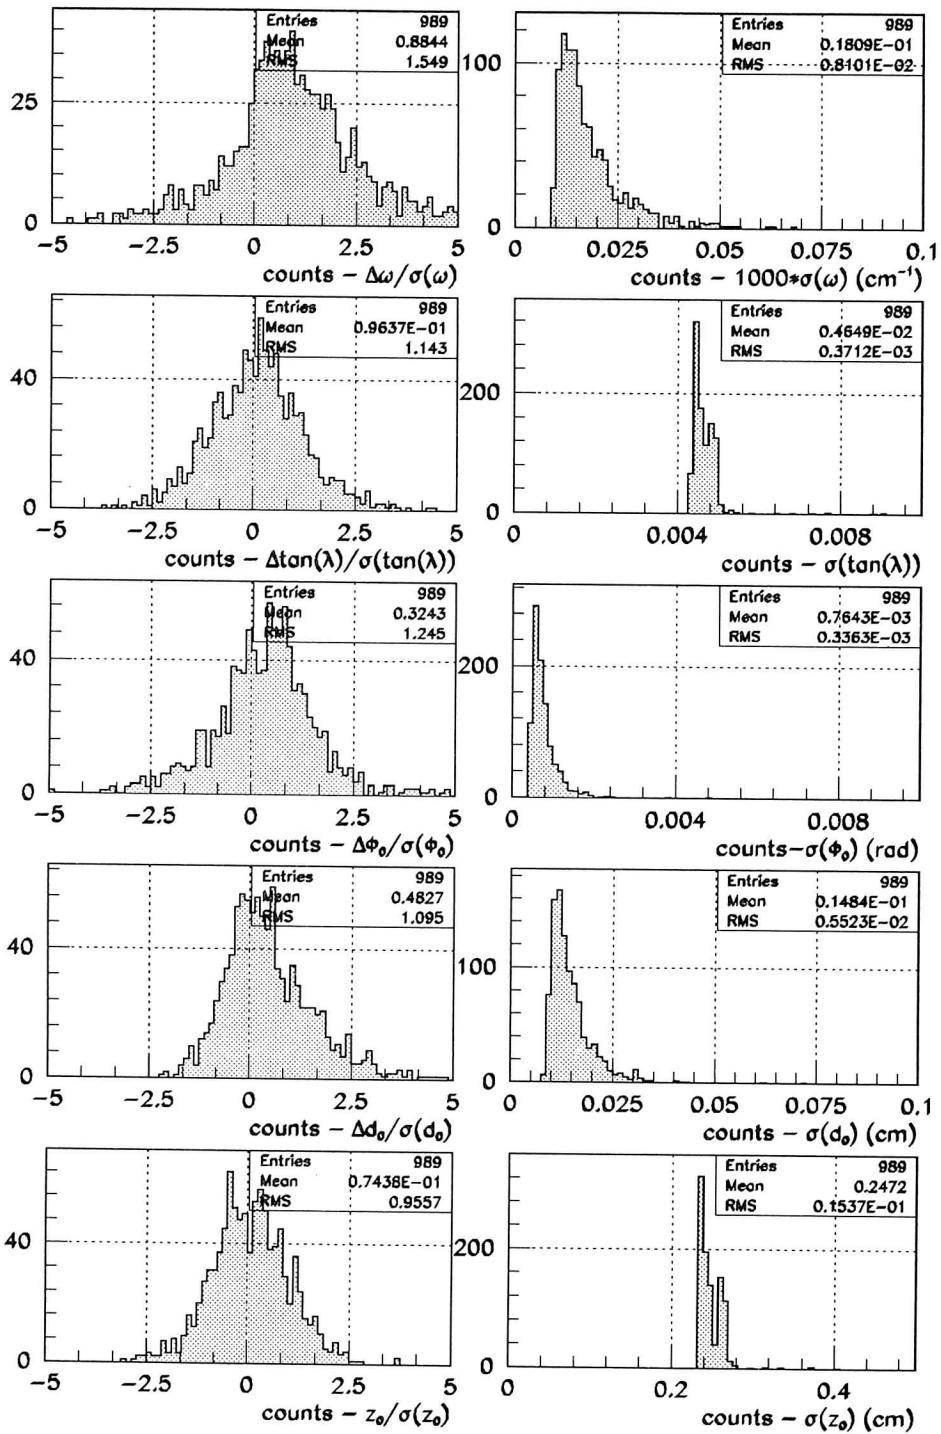 Entries 989
Mean 0.8844
RMS 1.549
25
0
−5 −2.5 0 2.5 5
counts − Δω/σ(ω)
Entries 989
Mean 0.1809E−01
RMS 0.8101E−02
100
0
0 0.025 0.05 0.075 0.1
counts − 1000*σ(ω) (cm⁻¹)
Entries 989
Mean 0.9637E−01
RMS 1.143
40
0
−5 −2.5 0 2.5 5
counts − Δtan(λ)/σ(tan(λ))
Entries 989
Mean 0.4649E−02
RMS 0.3712E−03
200
0
0 0.004 0.008
counts − σ(tan(λ))
Entries 989
Mean 0.3243
RMS 1.245
40
0
−5 −2.5 0 2.5 5
counts − Δϕ₀/σ(ϕ₀)
Entries 989
Mean 0.7643E−03
RMS 0.3363E−03
200
0
0 0.004 0.008
counts−σ(ϕ₀) (rad)
Entries 989
Mean 0.4827
RMS 1.095
40
0
−5 −2.5 0 2.5 5
counts − Δd₀/σ(d₀)
Entries 989
Mean 0.1484E−01
RMS 0.5523E−02
100
0
0 0.025 0.05 0.075 0.1
counts − σ(d₀) (cm)
Entries 989
Mean 0.7438E−01
RMS 0.9557
40
0
−5 −2.5 0 2.5 5
counts − z₀/σ(z₀)
Entries 989
Mean 0.2472
RMS 0.1537E−01
200
0
0 0.2 0.4
counts − σ(z₀) (cm)